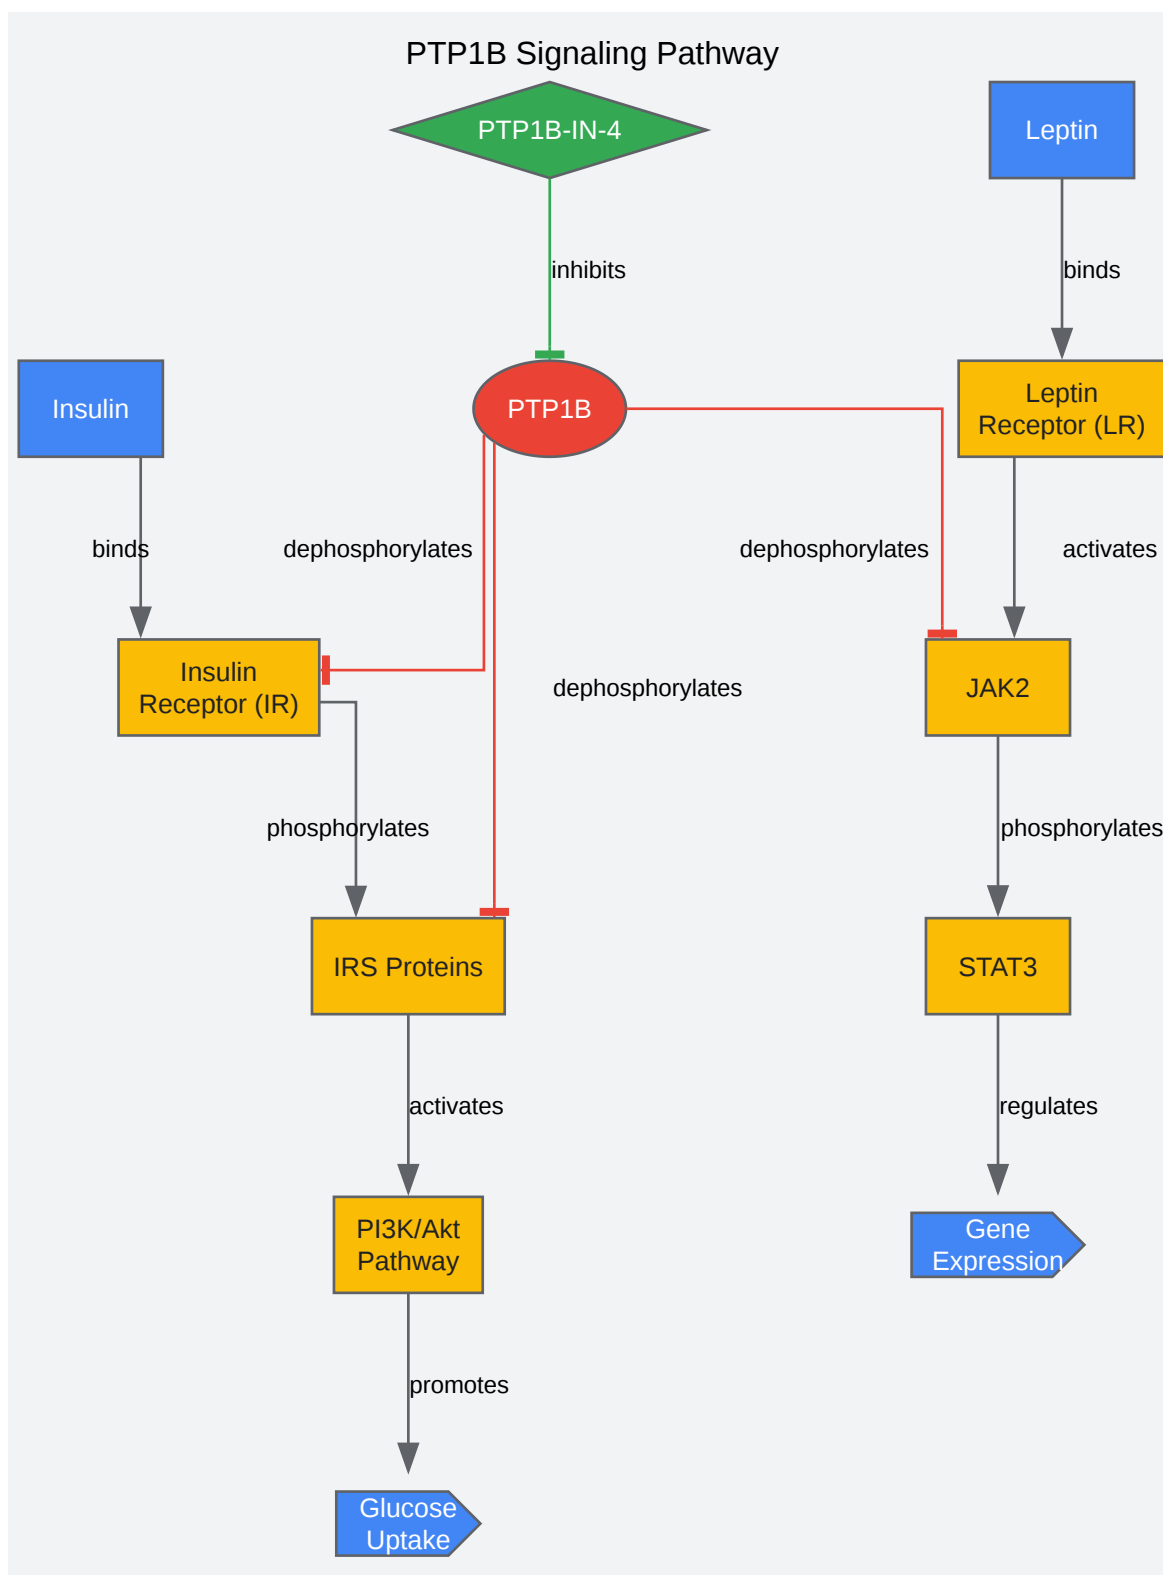 PTP1B Signaling Pathway
PTP1B-IN-4
Leptin
inhibits
binds
Insulin
PTP1B
Leptin
Receptor (LR)
binds
dephosphorylates
dephosphorylates
activates
Insulin
Receptor (IR)
dephosphorylates
JAK2
phosphorylates
phosphorylates
IRS Proteins
STAT3
activates
regulates
PI3K/Akt
Pathway
Gene
Expression
promotes
Glucose
Uptake